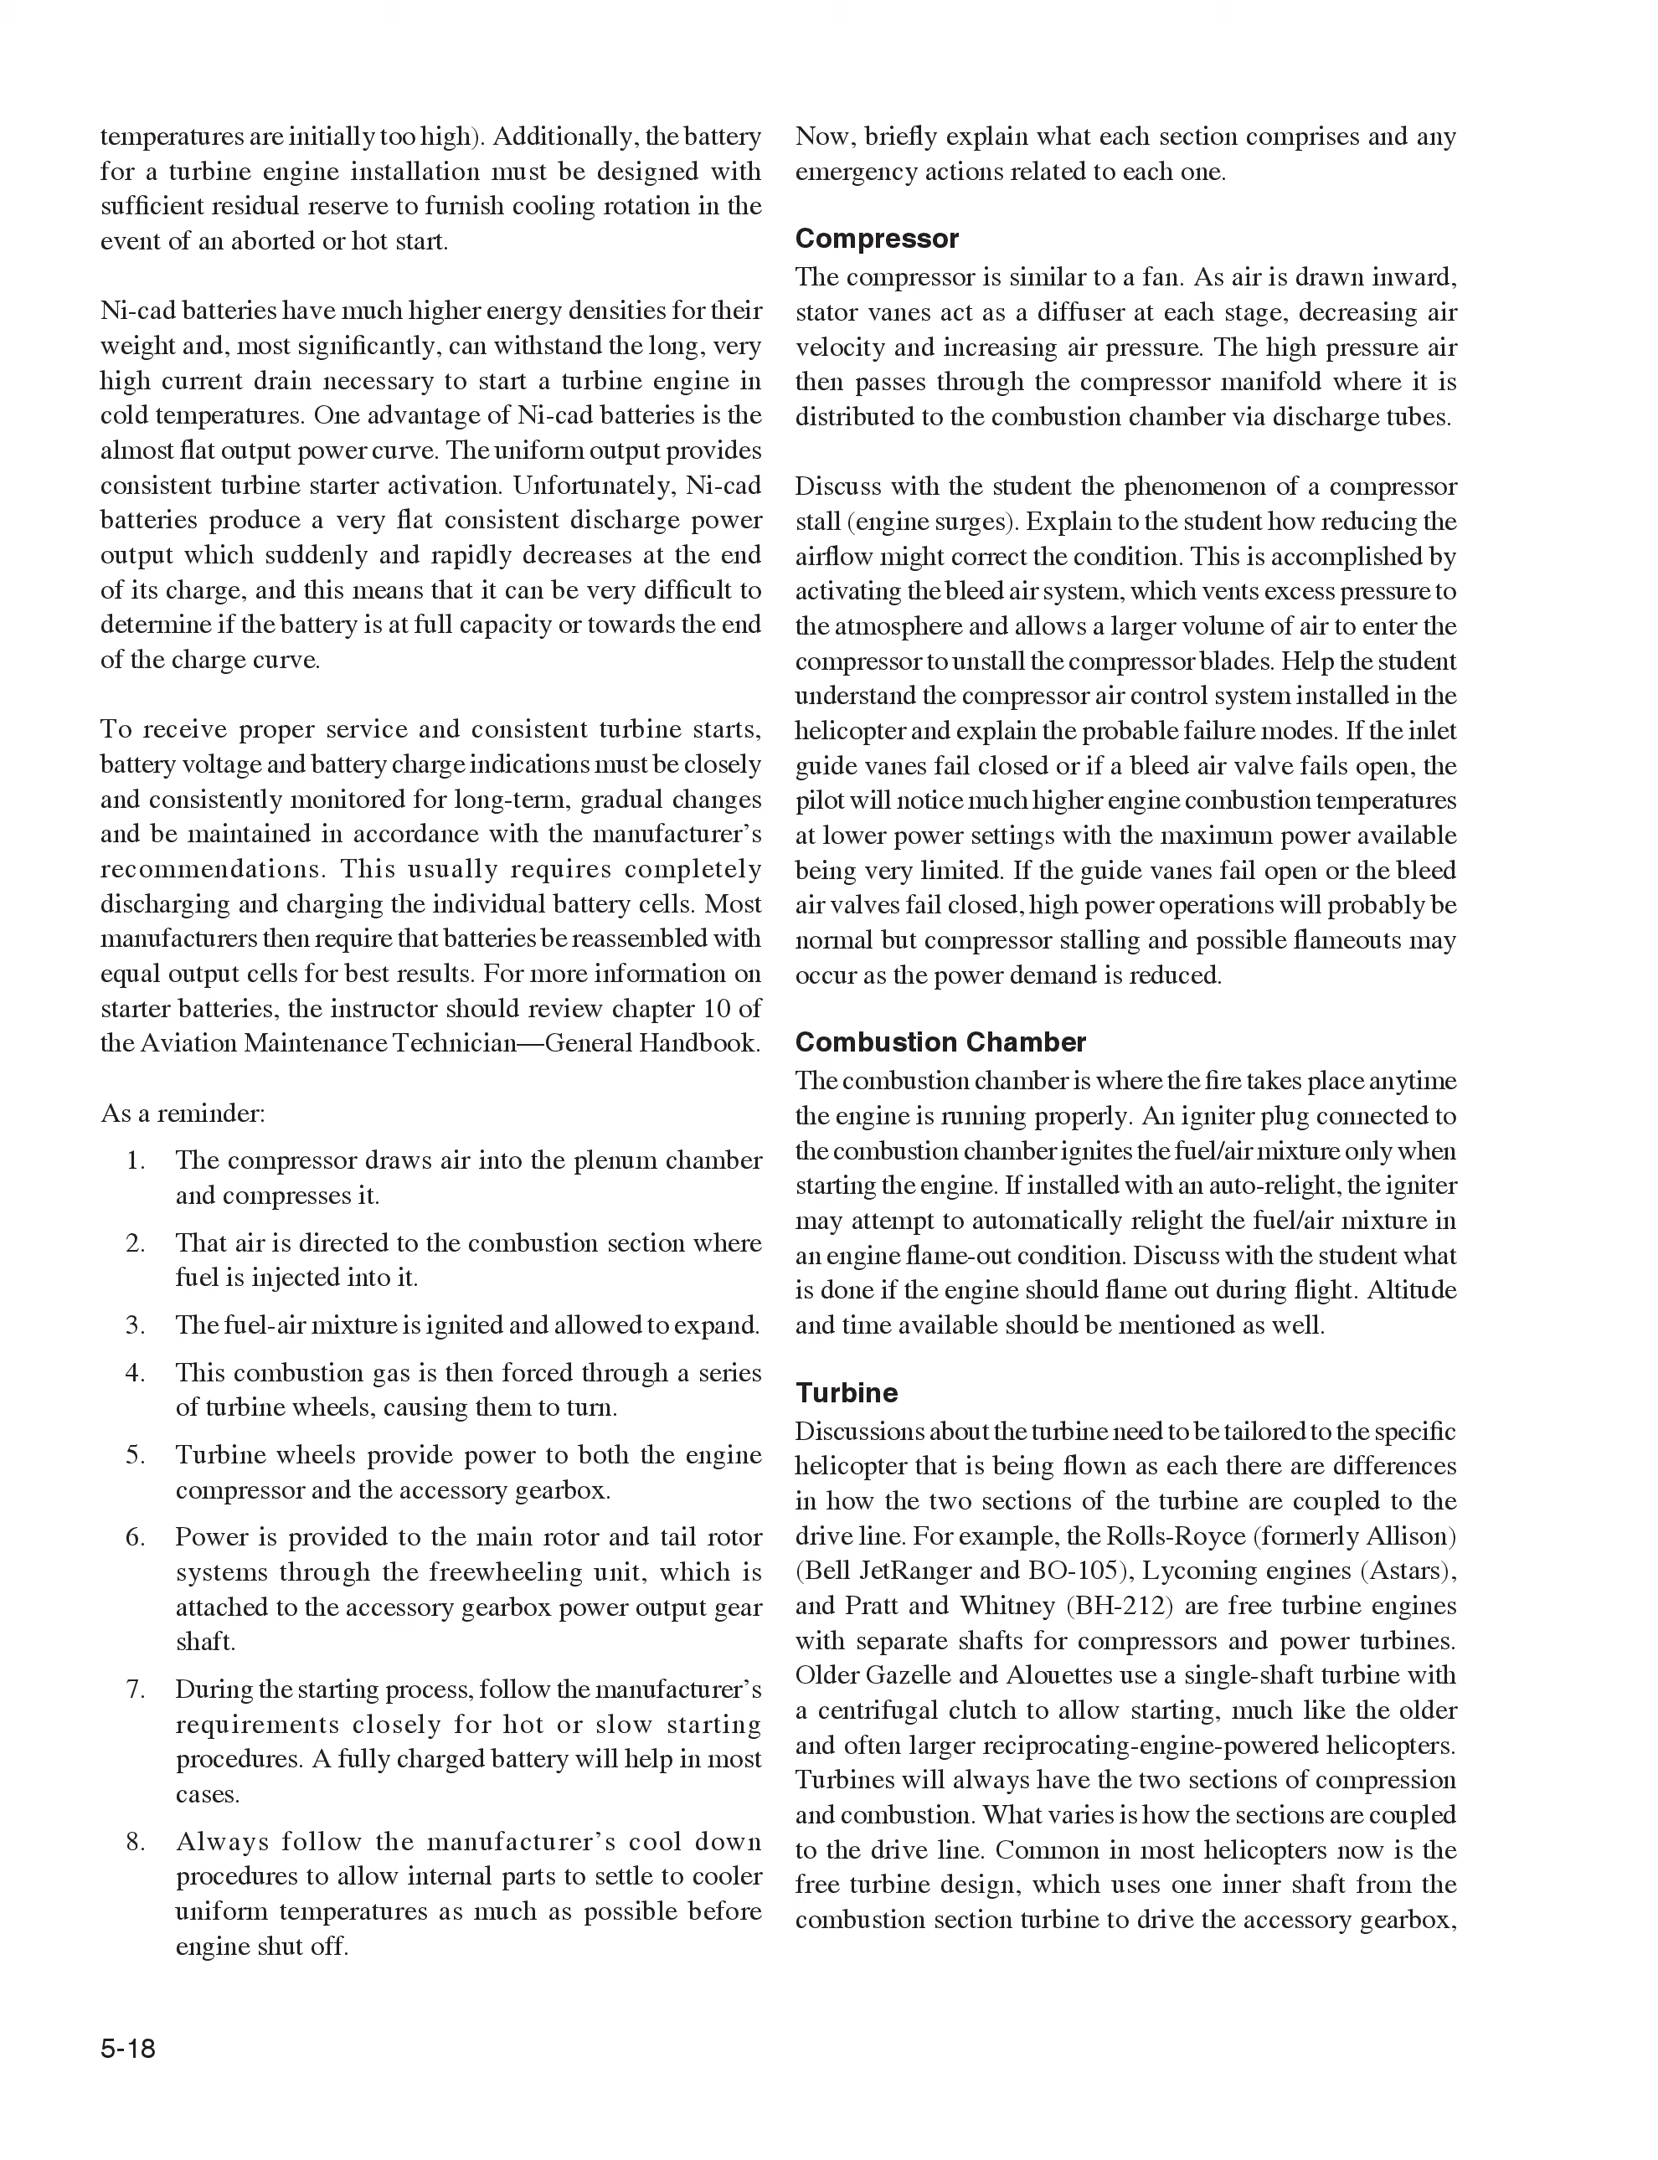 temperatures are initially too high). Additionally, the battery
for a turbine engine installation must be designed with
sufficient residual reserve to furnish cooling rotation in the
event of an aborted or hot start.
Ni-cad batteries have much higher energy densities for their
weight and, most significantly, can withstand the long, very
high current drain necessary to start a turbine engine in
cold temperatures. One advantage of Ni-cad batteries is the
almost flat output power curve. The uniform output provides
consistent turbine starter activation. Unfortunately, Ni-cad
batteries produce a very flat consistent discharge power
output which suddenly and rapidly decreases at the end
of its charge, and this means that it can be very difficult to
determine if the battery is at full capacity or towards the end
of the charge curve.
To receive proper service and consistent turbine starts,
battery voltage and battery charge indications must be closely
and consistently monitored for long-term, gradual changes
and be maintained in accordance with the manufacturer’s
recommendations. This usually requires completely
discharging and charging the individual battery cells. Most
manufacturers then require that batteries be reassembled with
equal output cells for best results. For more information on
starter batteries, the instructor should review chapter 10 of
the Aviation Maintenance Technician—General Handbook.
As a reminder:
1. The compressor draws air into the plenum chamber
and compresses it.
2. That air is directed to the combustion section where
fuel is injected into it.
3. The fuel-air mixture is ignited and allowed to expand.
4. This combustion gas is then forced through a series
of turbine wheels, causing them to turn.
5. Turbine wheels provide power to both the engine
compressor and the accessory gearbox.
6. Power is provided to the main rotor and tail rotor
systems through the freewheeling unit, which is
attached to the accessory gearbox power output gear
shaft.
7. During the starting process, follow the manufacturer’s
requirements closely for hot or slow starting
procedures. A fully charged battery will help in most
cases.
8. Always follow the manufacturer’s cool down
procedures to allow internal parts to settle to cooler
uniform temperatures as much as possible before
engine shut off.
Now, briefly explain what each section comprises and any
emergency actions related to each one.
Compressor
The compressor is similar to a fan. As air is drawn inward,
stator vanes act as a diffuser at each stage, decreasing air
velocity and increasing air pressure. The high pressure air
then passes through the compressor manifold where it is
distributed to the combustion chamber via discharge tubes.
Discuss with the student the phenomenon of a compressor
stall (engine surges). Explain to the student how reducing the
airflow might correct the condition. This is accomplished by
activating the bleed air system, which vents excess pressure to
the atmosphere and allows a larger volume of air to enter the
compressor to unstall the compressor blades. Help the student
understand the compressor air control system installed in the
helicopter and explain the probable failure modes. If the inlet
guide vanes fail closed or if a bleed air valve fails open, the
pilot will notice much higher engine combustion temperatures
at lower power settings with the maximum power available
being very limited. If the guide vanes fail open or the bleed
air valves fail closed, high power operations will probably be
normal but compressor stalling and possible flameouts may
occur as the power demand is reduced.
Combustion Chamber
The combustion chamber is where the fire takes place anytime
the engine is running properly. An igniter plug connected to
the combustion chamber ignites the fuel/air mixture only when
starting the engine. If installed with an auto-relight, the igniter
may attempt to automatically relight the fuel/air mixture in
an engine flame-out condition. Discuss with the student what
is done if the engine should flame out during flight. Altitude
and time available should be mentioned as well.
Turbine
Discussions about the turbine need to be tailored to the specific
helicopter that is being flown as each there are differences
in how the two sections of the turbine are coupled to the
drive line. For example, the Rolls-Royce (formerly Allison)
(Bell JetRanger and BO-105), Lycoming engines (Astars),
and Pratt and Whitney (BH-212) are free turbine engines
with separate shafts for compressors and power turbines.
Older Gazelle and Alouettes use a single-shaft turbine with
a centrifugal clutch to allow starting, much like the older
and often larger reciprocating-engine-powered helicopters.
Turbines will always have the two sections of compression
and combustion. What varies is how the sections are coupled
to the drive line. Common in most helicopters now is the
free turbine design, which uses one inner shaft from the
combustion section turbine to drive the accessory gearbox,
5-18